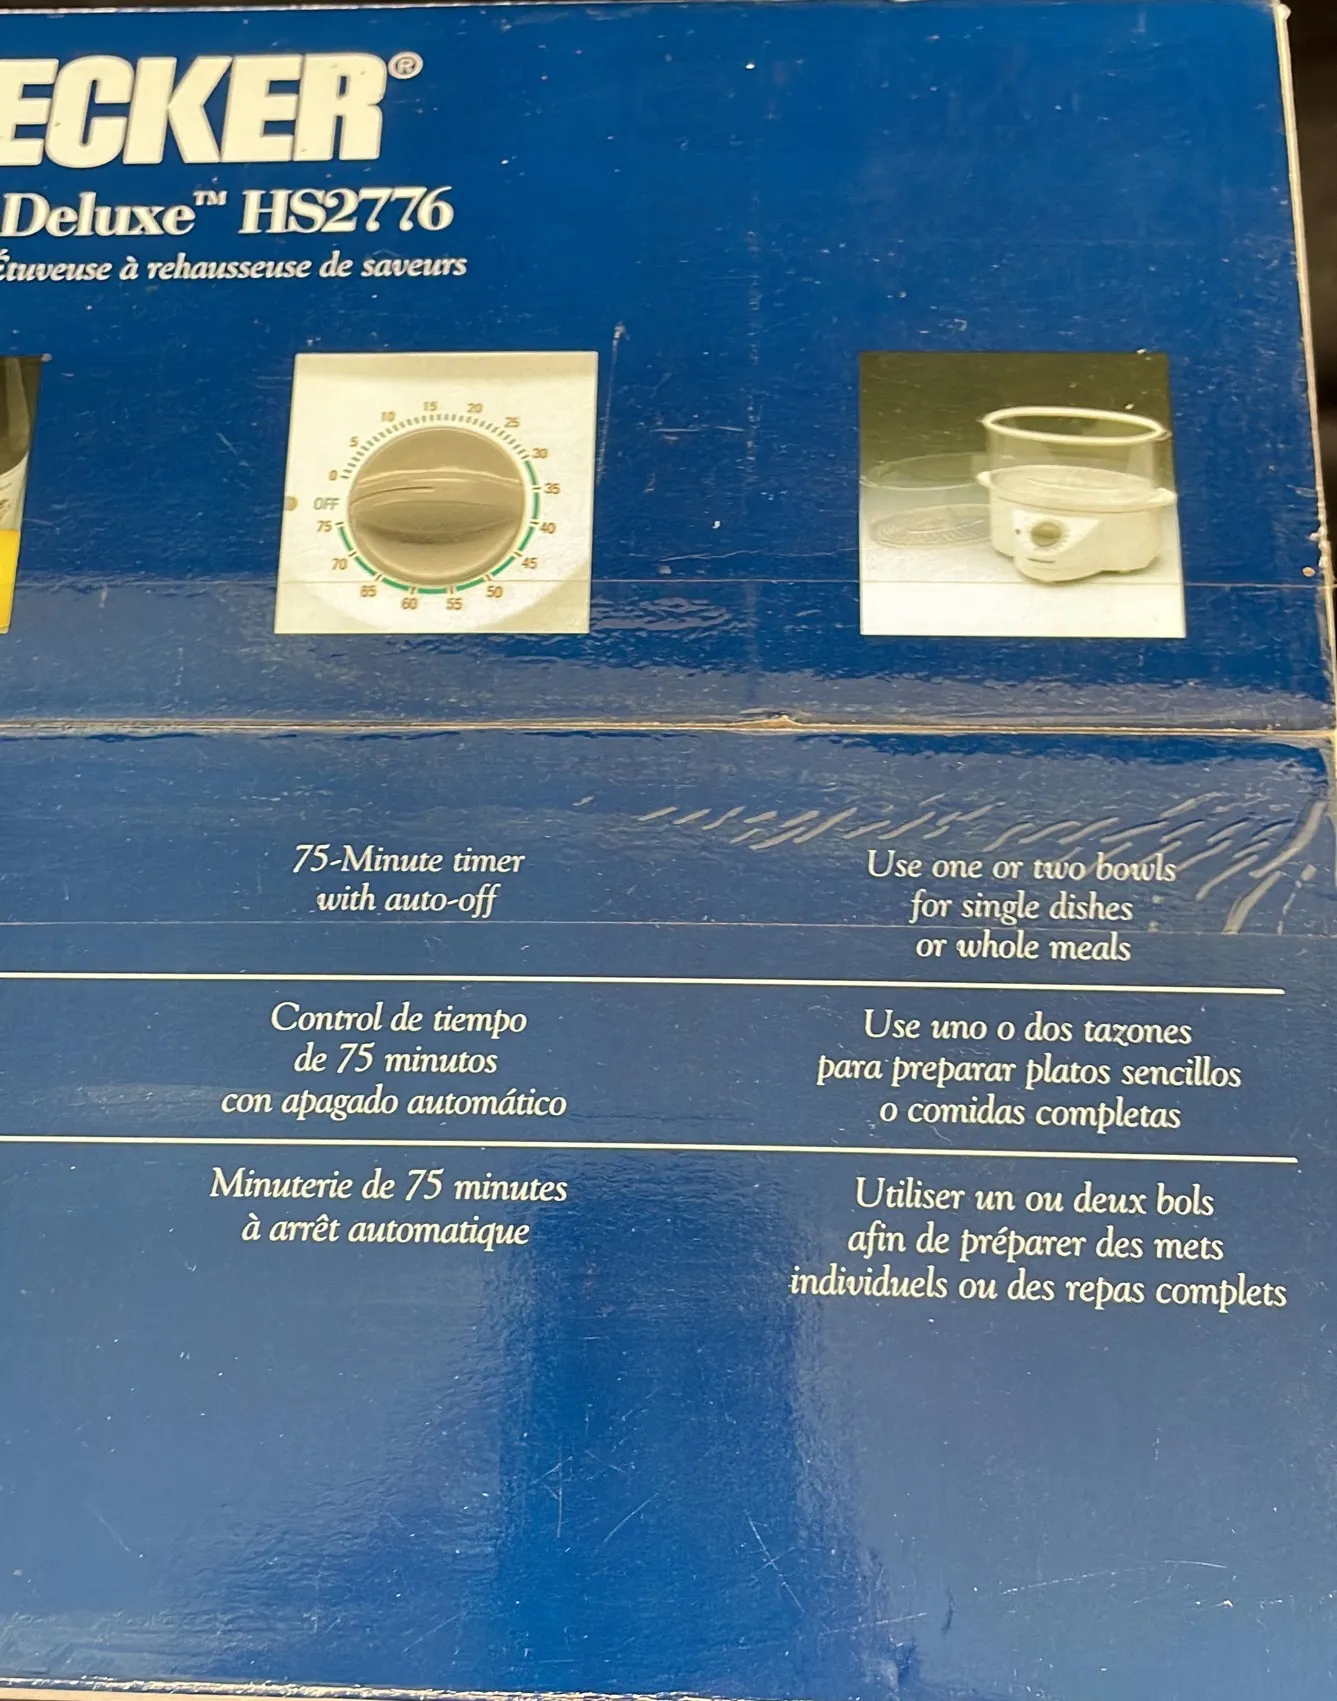 ECKER®
Deluxe™ HS2776
Étuveuse à rehausseuse de saveurs
OFF 0 5 10 15 20 25 30 35 40 45 50 55 60 65 70 75
75-Minute timer
with auto-off
Use one or two bowls
for single dishes
or whole meals
Control de tiempo
de 75 minutos
con apagado automático
Use uno o dos tazones
para preparar platos sencillos
o comidas completas
Minuterie de 75 minutes
à arrêt automatique
Utiliser un ou deux bols
afin de préparer des mets
individuels ou des repas complets